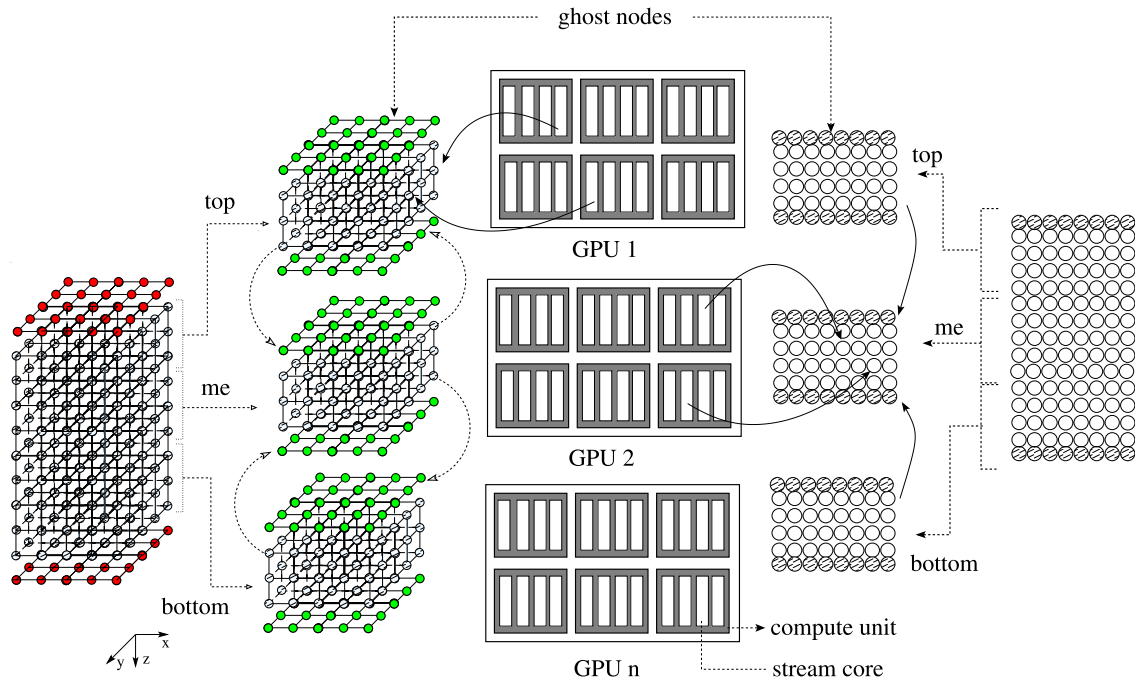 ghost nodes
top
top
GPU 1
me
me
GPU 2
bottom
bottom
x
y
z
compute unit
GPU n
stream core